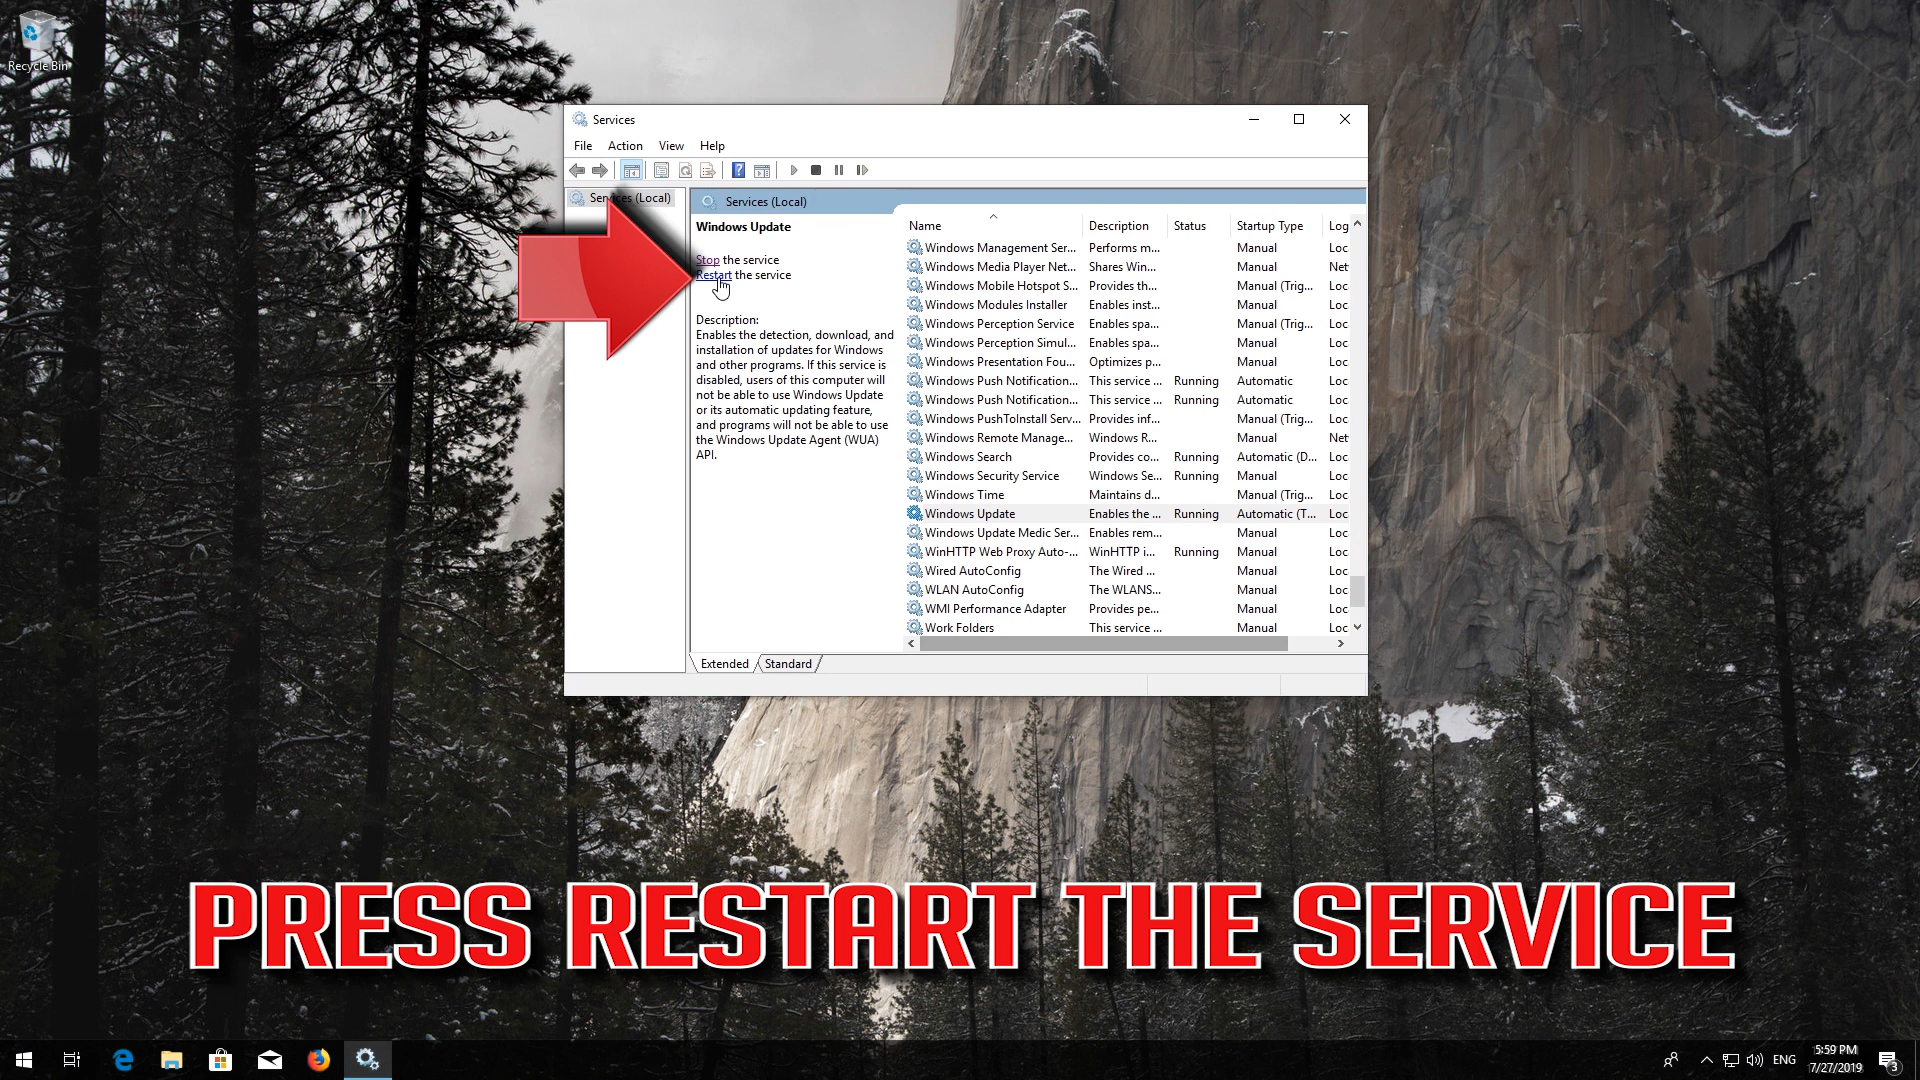 Recycle Bin
Services
File Action View Help
Services (Local)
Services (Local)
Windows Update
Stop the service
Restart the service
Description:
Enables the detection, download, and
installation of updates for Windows
and other programs. If this service is
disabled, users of this computer will
not be able to use Windows Update
or its automatic updating feature,
and programs will not be able to use
the Windows Update Agent (WUA)
API.
Name Description Status Startup Type Log
Windows Management Ser... Performs m... Manual Loc
Windows Media Player Net... Shares Win... Manual Net
Windows Mobile Hotspot S... Provides th... Manual (Trig... Loc
Windows Modules Installer Enables inst... Manual Loc
Windows Perception Service Enables spa... Manual (Trig... Loc
Windows Perception Simul... Enables spa... Manual Loc
Windows Presentation Fou... Optimizes p... Manual Loc
Windows Push Notification... This service ... Running Automatic Loc
Windows Push Notification... This service ... Running Automatic Loc
Windows PushToInstall Serv... Provides inf... Manual (Trig... Loc
Windows Remote Manage... Windows R... Manual Net
Windows Search Provides co... Running Automatic (D... Loc
Windows Security Service Windows Se... Running Manual Loc
Windows Time Maintains d... Manual (Trig... Loc
Windows Update Enables the ... Running Automatic (T... Loc
Windows Update Medic Ser... Enables rem... Manual Loc
WinHTTP Web Proxy Auto-... WinHTTP i... Running Manual Loc
Wired AutoConfig The Wired ... Manual Loc
WLAN AutoConfig The WLANS... Manual Loc
WMI Performance Adapter Provides pe... Manual Loc
Work Folders This service ... Manual Loc
Extended Standard
PRESS RESTART THE SERVICE
ENG
5:59 PM
7/27/2019
3